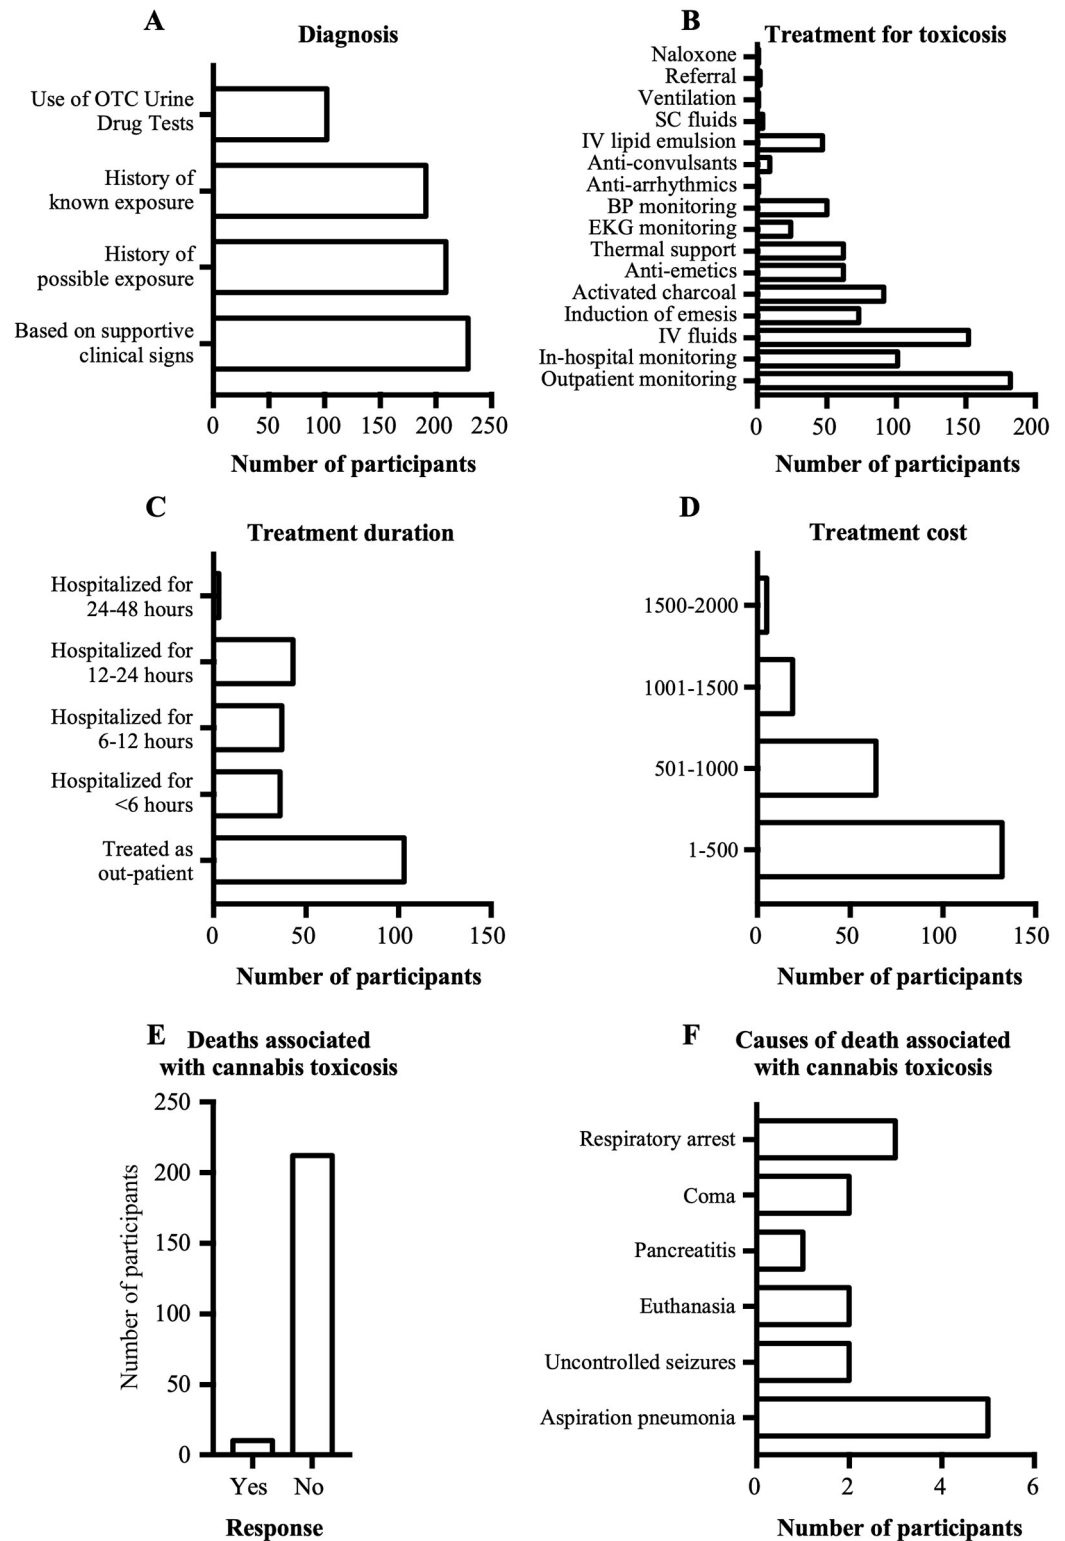 A
Diagnosis
Use of OTC Urine
Drug Tests
History of
known exposure
History of
possible exposure
Based on supportive
clinical signs
0 50 100 150 200 250
Number of participants
B
Treatment for toxicosis
Naloxone
Referral
Ventilation
SC fluids
IV lipid emulsion
Anti-convulsants
Anti-arrhythmics
BP monitoring
EKG monitoring
Thermal support
Anti-emetics
Activated charcoal
Induction of emesis
IV fluids
In-hospital monitoring
Outpatient monitoring
0 50 100 150 200
Number of participants
C
Treatment duration
Hospitalized for
24-48 hours
Hospitalized for
12-24 hours
Hospitalized for
6-12 hours
Hospitalized for
<6 hours
Treated as
out-patient
0 50 100 150
Number of participants
D
Treatment cost
1500-2000
1001-1500
501-1000
1-500
0 50 100 150
Number of participants
E
Deaths associated
with cannabis toxicosis
Number of participants
250
200
150
100
50
0
Yes No
Response
F
Causes of death associated
with cannabis toxicosis
Respiratory arrest
Coma
Pancreatitis
Euthanasia
Uncontrolled seizures
Aspiration pneumonia
0 2 4 6
Number of participants